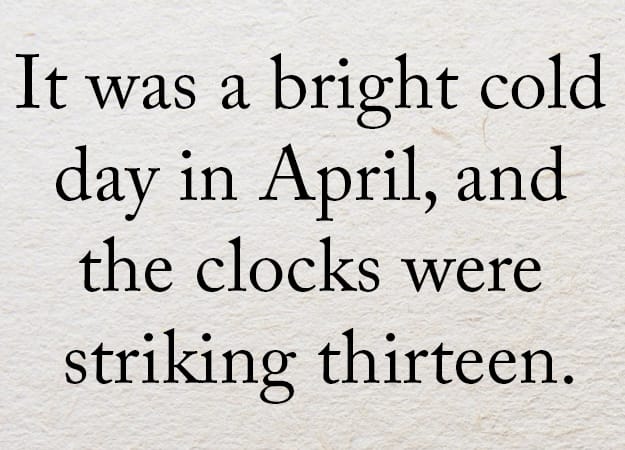 It was a bright cold
day in April, and
the clocks were
striking thirteen.